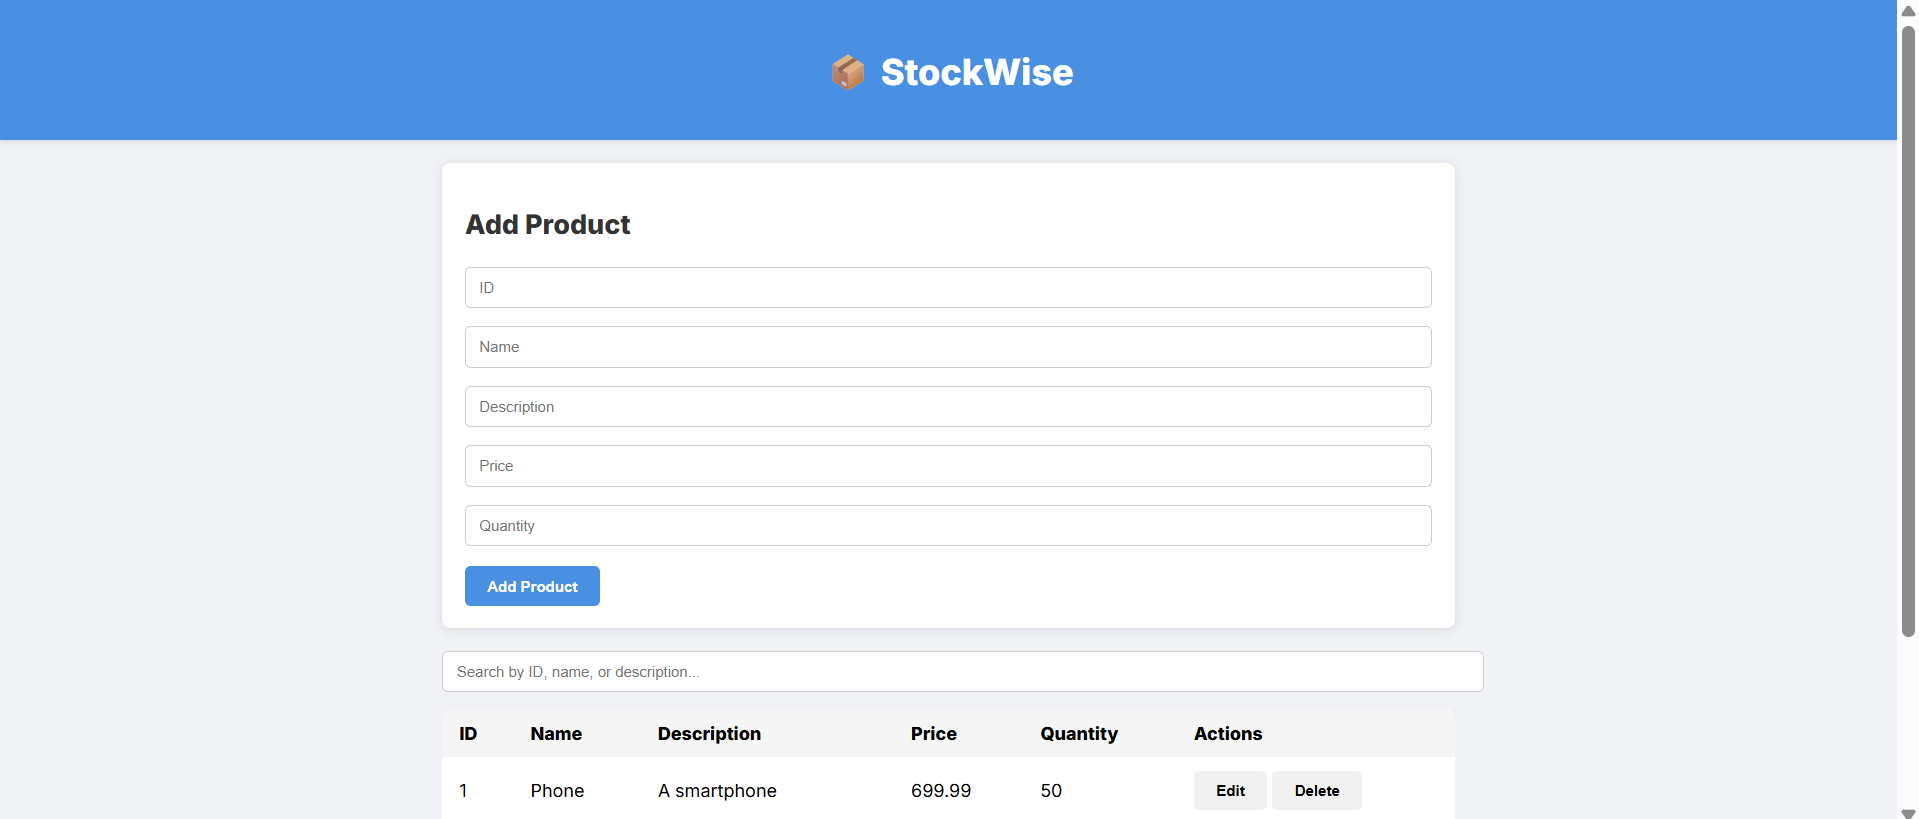 StockWise
Add Product
ID
Name
Description
Price
Quantity
Add Product
Search by ID, name, or description...
ID Name Description Price Quantity Actions
1 Phone A smartphone 699.99 50 Edit Delete